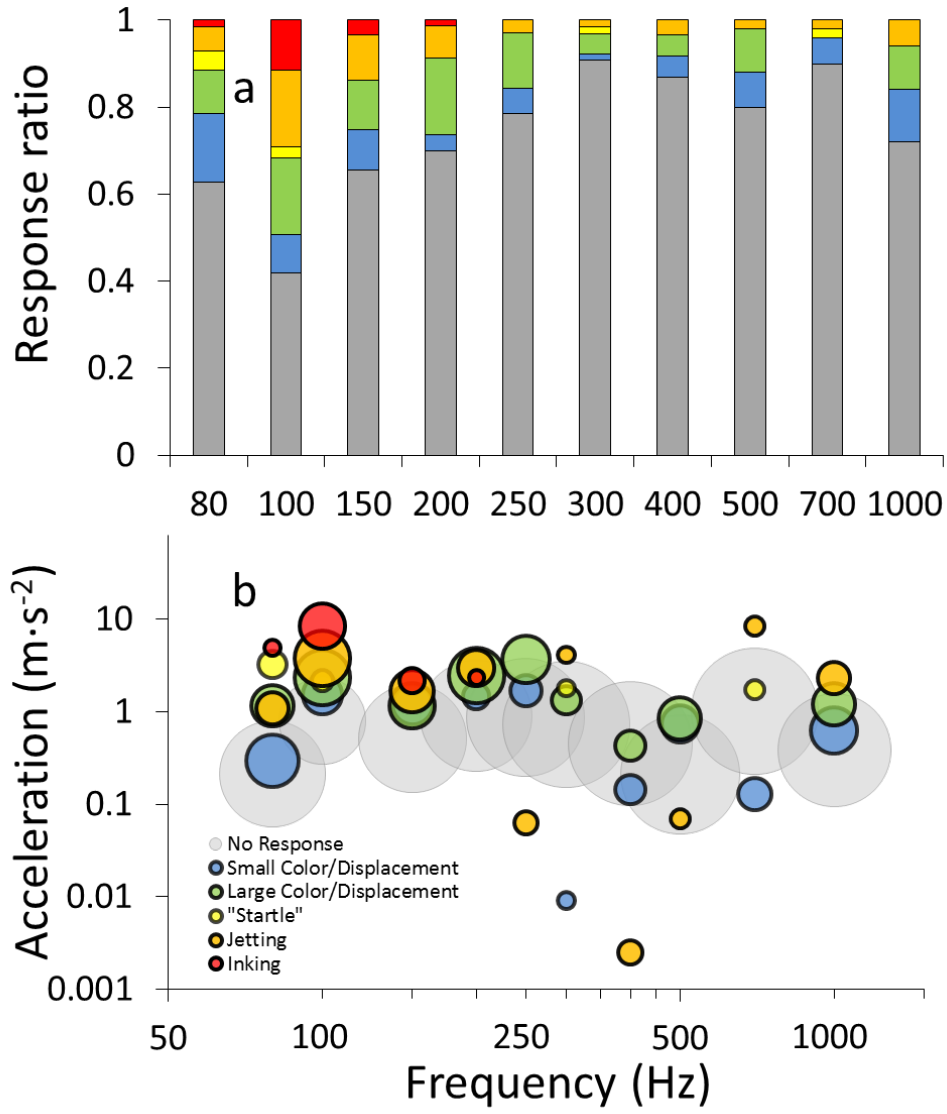 Response ratio
1
0.8
0.6
0.4
0.2
0
a
80 100 150 200 250 300 400 500 700 1000
Acceleration (m·s⁻²)
10
1
0.1
0.01
0.001
b
No Response
Small Color/Displacement
Large Color/Displacement
"Startle"
Jetting
Inking
50 100 250 500 1000
Frequency (Hz)